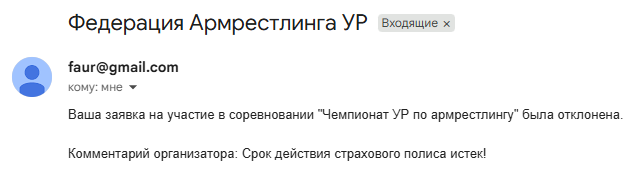 Федерация Армрестлинга УР Входящие ×
faur@gmail.com
кому: мне
Ваша заявка на участие в соревновании "Чемпионат УР по армрестлингу" была отклонена.
Комментарий организатора: Срок действия страхового полиса истек!